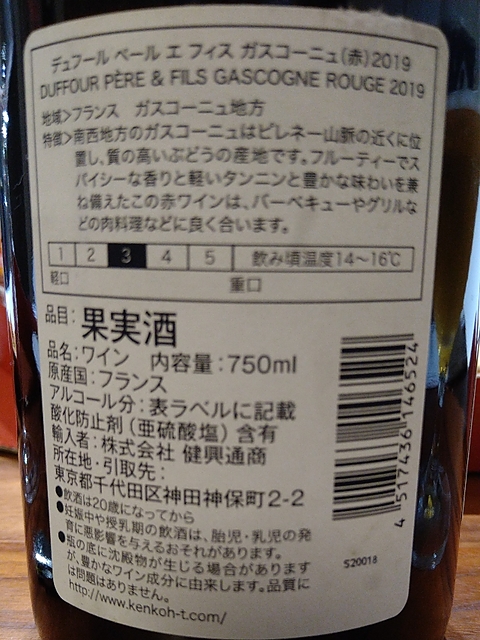 デュフール ペール エ フィス ガスコーニュ(赤)2019
DUFFOUR PÈRE & FILS GASCOGNE ROUGE 2019
地域>フランス ガスコーニュ地方
特徴>南西地方のガスコーニュはピレネー山脈の近くに位
置し、質の高いぶどうの産地です。フルーティーでス
パイシーな香りと軽いタンニンと豊かな味わいを兼
ね備えたこの赤ワインは、バーベキューやグリルな
どの肉料理などに良く合います。
1 2 3 4 5 飲み頃温度14~16℃
軽口 重口
品目:果実酒
品名:ワイン 内容量:750ml
原産国:フランス
アルコール分:表ラベルに記載
酸化防止剤(亜硫酸塩)含有
輸入者:株式会社 健興通商
所在地・引取先:
東京都千代田区神田神保町2-2
●飲酒は20歳になってから
●妊娠中や授乳期の飲酒は、胎児・乳児の発
育に悪影響を与えるおそれがあります。
●瓶の底に沈殿物が生じる場合があります
が、豊かなワイン成分に由来します。品質に
は問題はありません。
http://www.kenkoh-t.com/
4 517436 146524
S20018